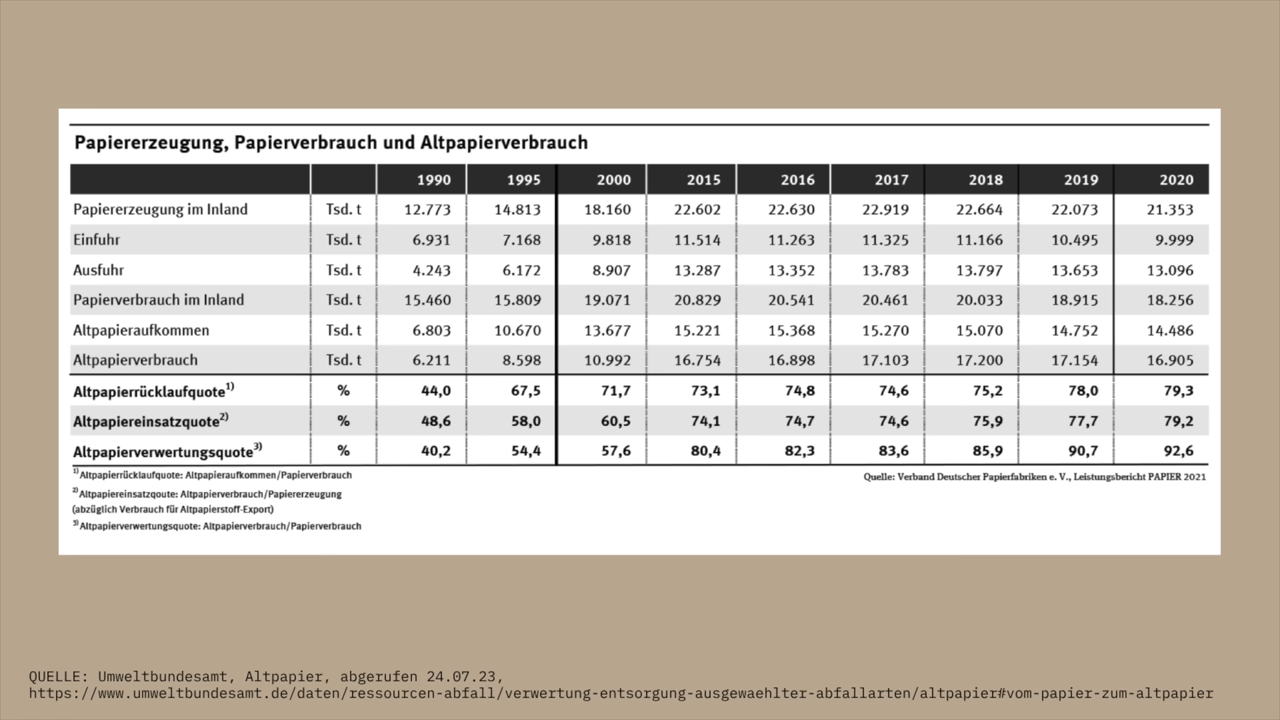 Papiererzeugung, Papierverbrauch und Altpapierverbrauch
1990 1995 2000 2015 2016 2017 2018 2019 2020
Papiererzeugung im Inland Tsd. t 12.773 14.813 18.160 22.602 22.630 22.919 22.664 22.073 21.353
Einfuhr Tsd. t 6.931 7.168 9.818 11.514 11.263 11.325 11.166 10.495 9.999
Ausfuhr Tsd. t 4.243 6.172 8.907 13.287 13.352 13.783 13.797 13.653 13.096
Papierverbrauch im Inland Tsd. t 15.460 15.809 19.071 20.829 20.541 20.461 20.033 18.915 18.256
Altpapieraufkommen Tsd. t 6.803 10.670 13.677 15.221 15.368 15.270 15.070 14.752 14.486
Altpapierverbrauch Tsd. t 6.211 8.598 10.992 16.754 16.898 17.103 17.200 17.154 16.905
Altpapierrücklaufquote1) % 44,0 67,5 71,7 73,1 74,8 74,6 75,2 78,0 79,3
Altpapiereinsatzquote2) % 48,6 58,0 60,5 74,1 74,7 74,6 75,9 77,7 79,2
Altpapierverwertungsquote3) % 40,2 54,4 57,6 80,4 82,3 83,6 85,9 90,7 92,6
1) Altpapierrücklaufquote: Altpapieraufkommen/Papierverbrauch
Quelle: Verband Deutscher Papierfabriken e. V., Leistungsbericht PAPIER 2021
2) Altpapiereinsatzqoute: Altpapierverbrauch/Papiererzeugung
(abzüglich Verbrauch für Altpapierstoff-Export)
3) Altpapierverwertungsquote: Altpapierverbrauch/Papierverbrauch
QUELLE: Umweltbundesamt, Altpapier, abgerufen 24.07.23,
https://www.umweltbundesamt.de/daten/ressourcen-abfall/verwertung-entsorgung-ausgewaehlter-abfallarten/altpapier#vom-papier-zum-altpapier